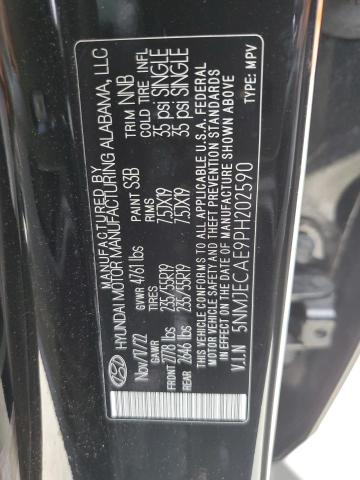 MANUFACTURED BY
HYUNDAI MOTOR MANUFACTURING ALABAMA, LLC
Nov/17/22 GVWR 4761 lbs PAINT S3B TRIM NNB
GAWR TIRES RIMS COLD TIRE INFL
FRONT 2778 lbs 235/55R19 7.5JX19 35 psi SINGLE
REAR 2646 lbs 235/55R19 7.5JX19 35 psi SINGLE
THIS VEHICLE CONFORMS TO ALL APPLICABLE U.S.A. FEDERAL
MOTOR VEHICLE SAFETY AND THEFT PREVENTION STANDARDS
IN EFFECT ON THE DATE OF MANUFACTURE SHOWN ABOVE
V.I.N 5NMJECAE9PH202590 TYPE: MPV